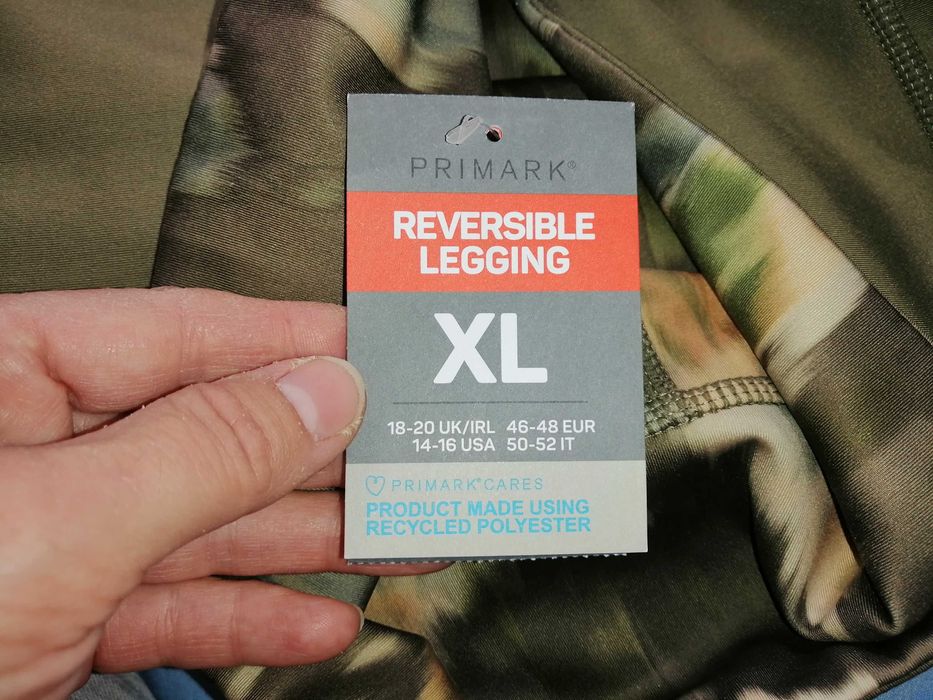 PRIMARK®
REVERSIBLE
LEGGING
XL
18-20 UK/IRL 46-48 EUR
14-16 USA 50-52 IT
PRIMARK®CARES
PRODUCT MADE USING
RECYCLED POLYESTER